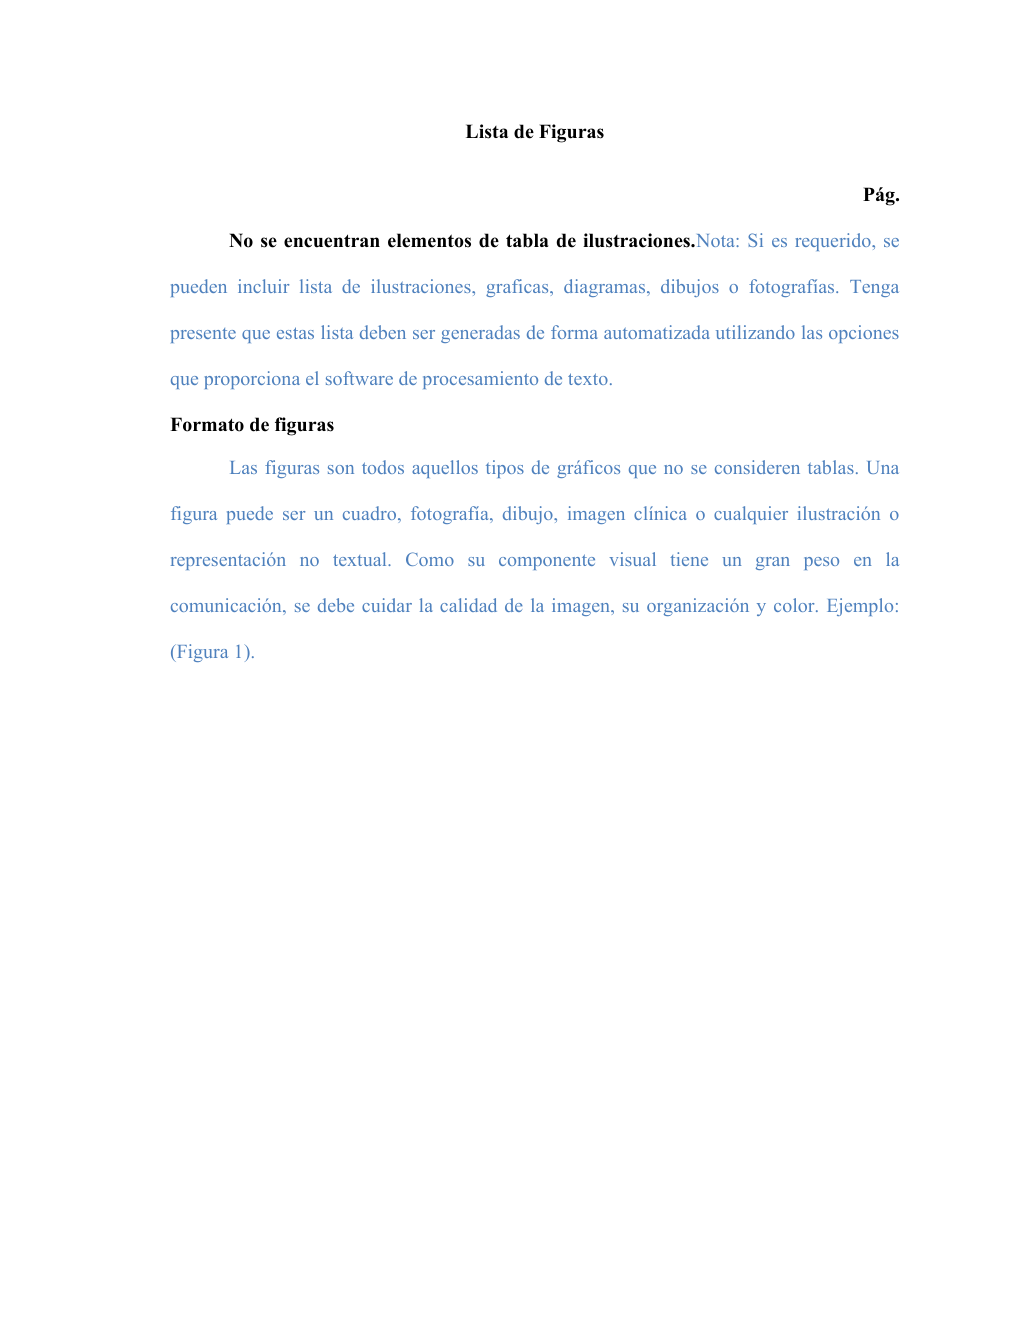 Lista de Figuras
Pág.
No se encuentran elementos de tabla de ilustraciones.Nota: Si es requerido, se
pueden incluir lista de ilustraciones, graficas, diagramas, dibujos o fotografías. Tenga
presente que estas lista deben ser generadas de forma automatizada utilizando las opciones
que proporciona el software de procesamiento de texto.
Formato de figuras
Las figuras son todos aquellos tipos de gráficos que no se consideren tablas. Una
figura puede ser un cuadro, fotografía, dibujo, imagen clínica o cualquier ilustración o
representación no textual. Como su componente visual tiene un gran peso en la
comunicación, se debe cuidar la calidad de la imagen, su organización y color. Ejemplo:
(Figura 1).